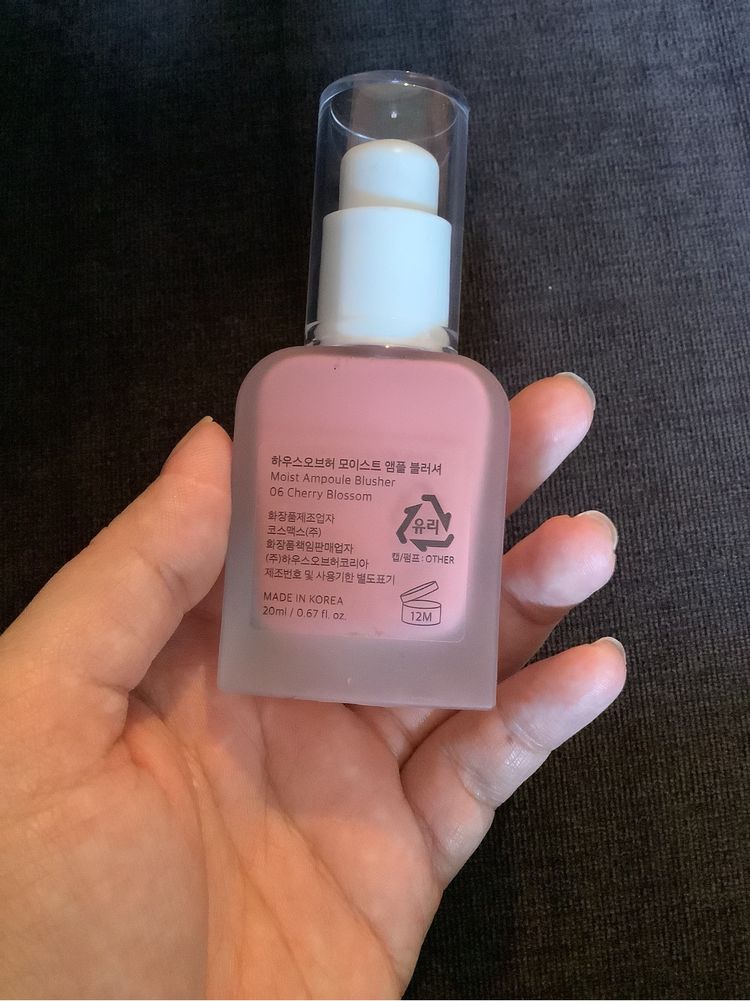 하우스오브허 모이스트 앰플 블러셔
Moist Ampoule Blusher
06 Cherry Blossom
화장품제조업자
코스맥스(주)
화장품책임판매업자
(주)하우스오브허코리아
제조번호 및 사용기한 별도표기
MADE IN KOREA
20ml / 0.67 fl. oz.
유리
캡/펌프 : OTHER
12M